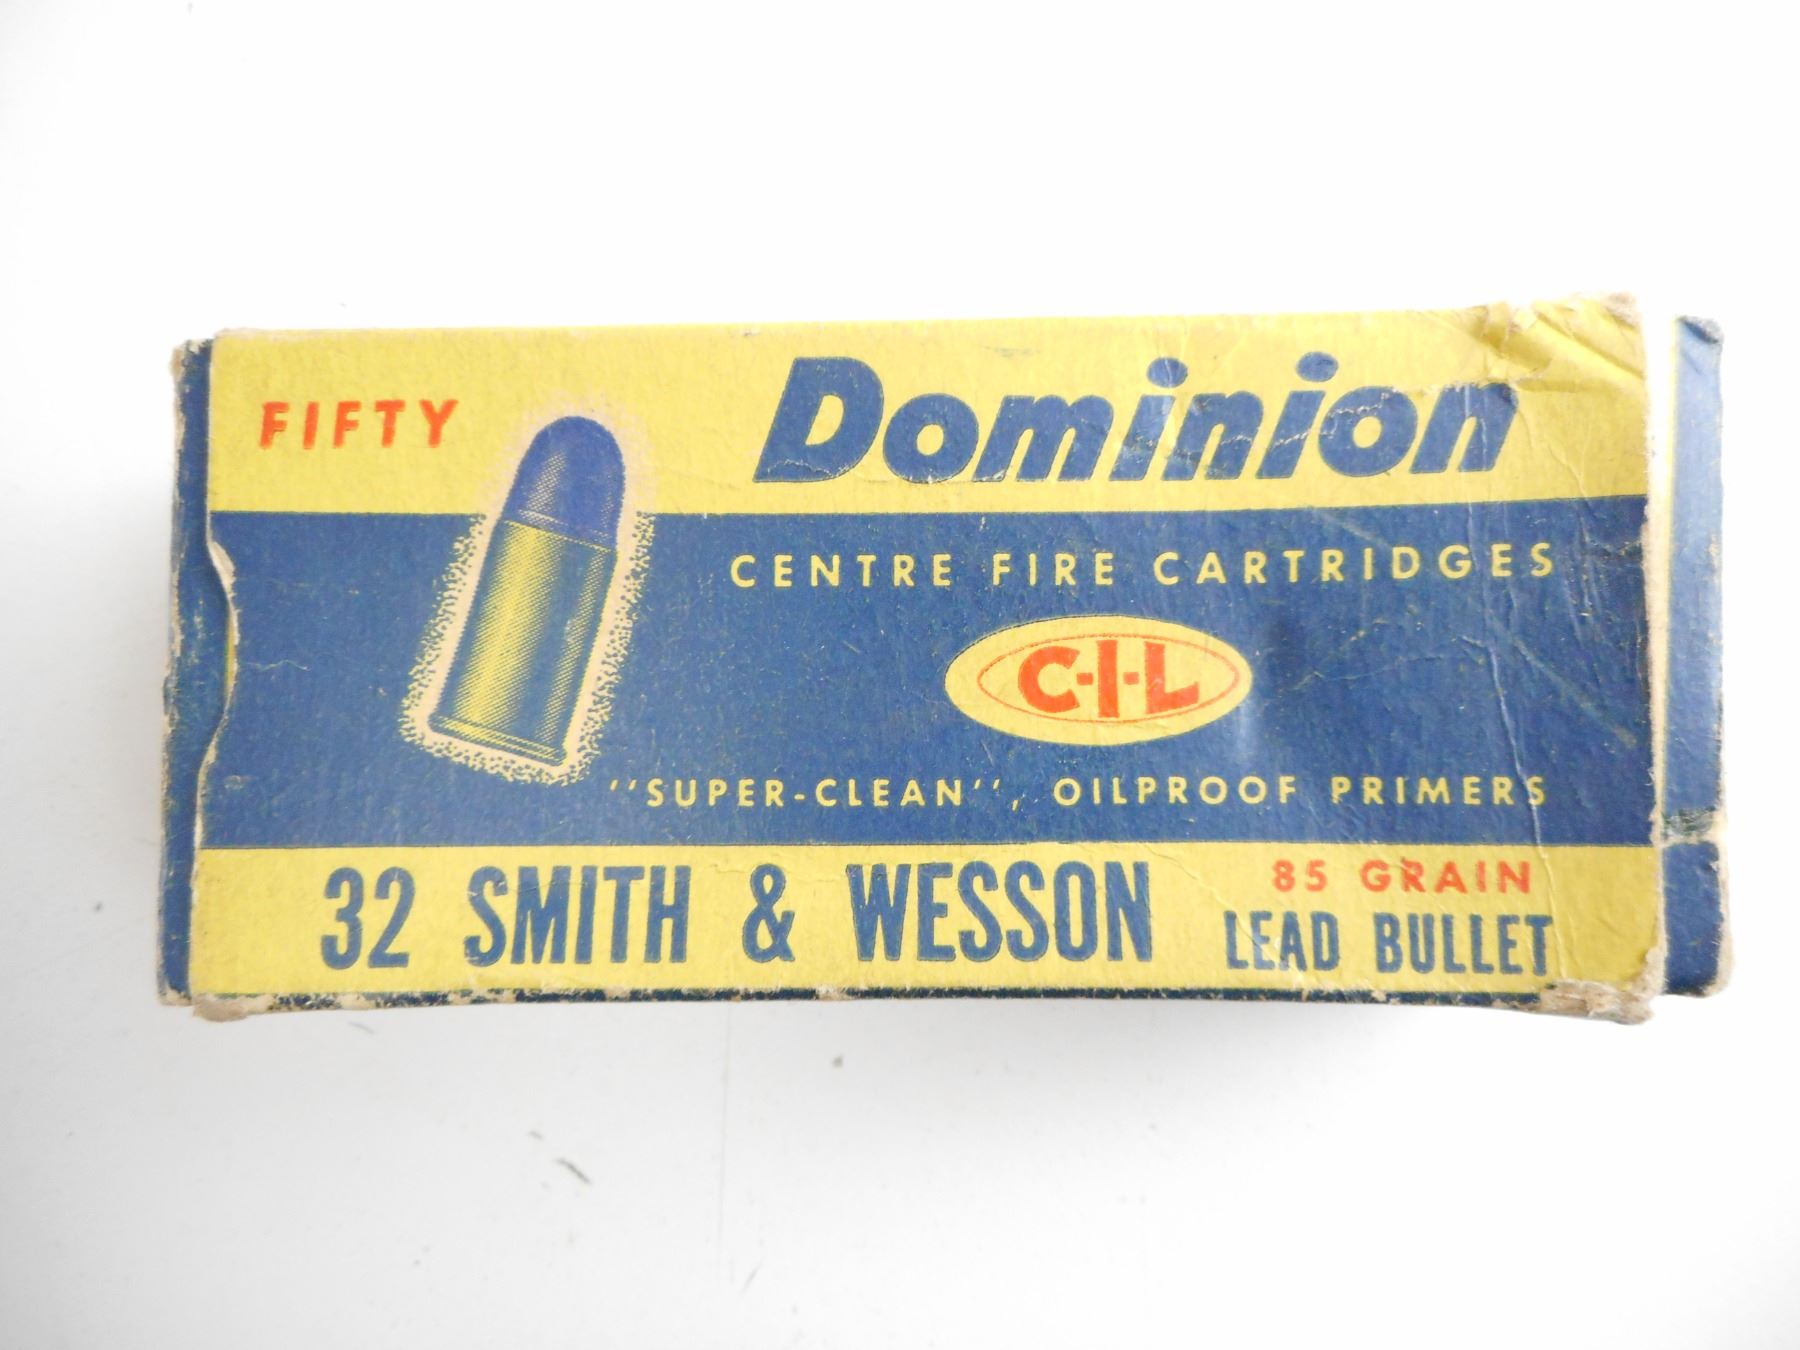 FIFTY
Dominion
CENTRE FIRE CARTRIDGES
C-I-L
"SUPER-CLEAN", OILPROOF PRIMERS
32 SMITH & WESSON
85 GRAIN
LEAD BULLET